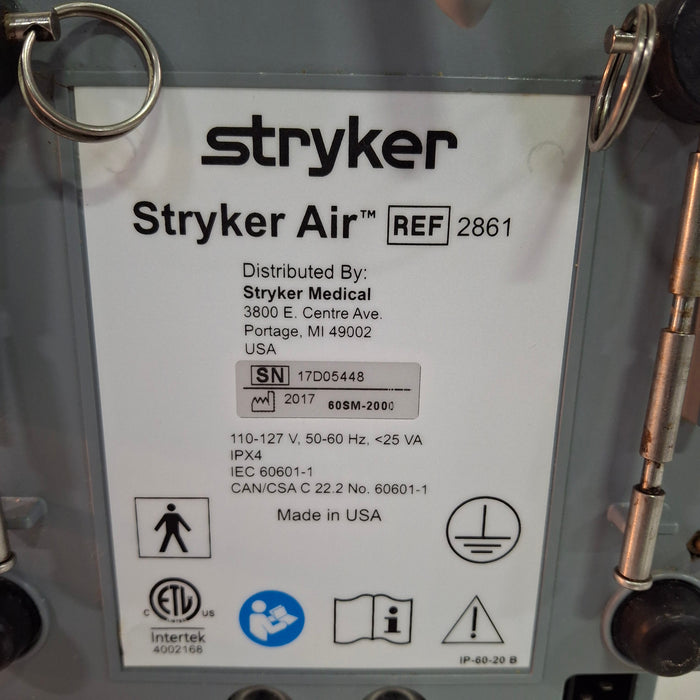 stryker
Stryker Air™ REF 2861
Distributed By:
Stryker Medical
3800 E. Centre Ave.
Portage, MI 49002
USA
SN 17D05448
2017 60SM-2000
110-127 V, 50-60 Hz, <25 VA
IPX4
IEC 60601-1
CAN/CSA C 22.2 No. 60601-1
Made in USA
ETL
C US
Intertek
4002168
i
!
IP-60-20 B